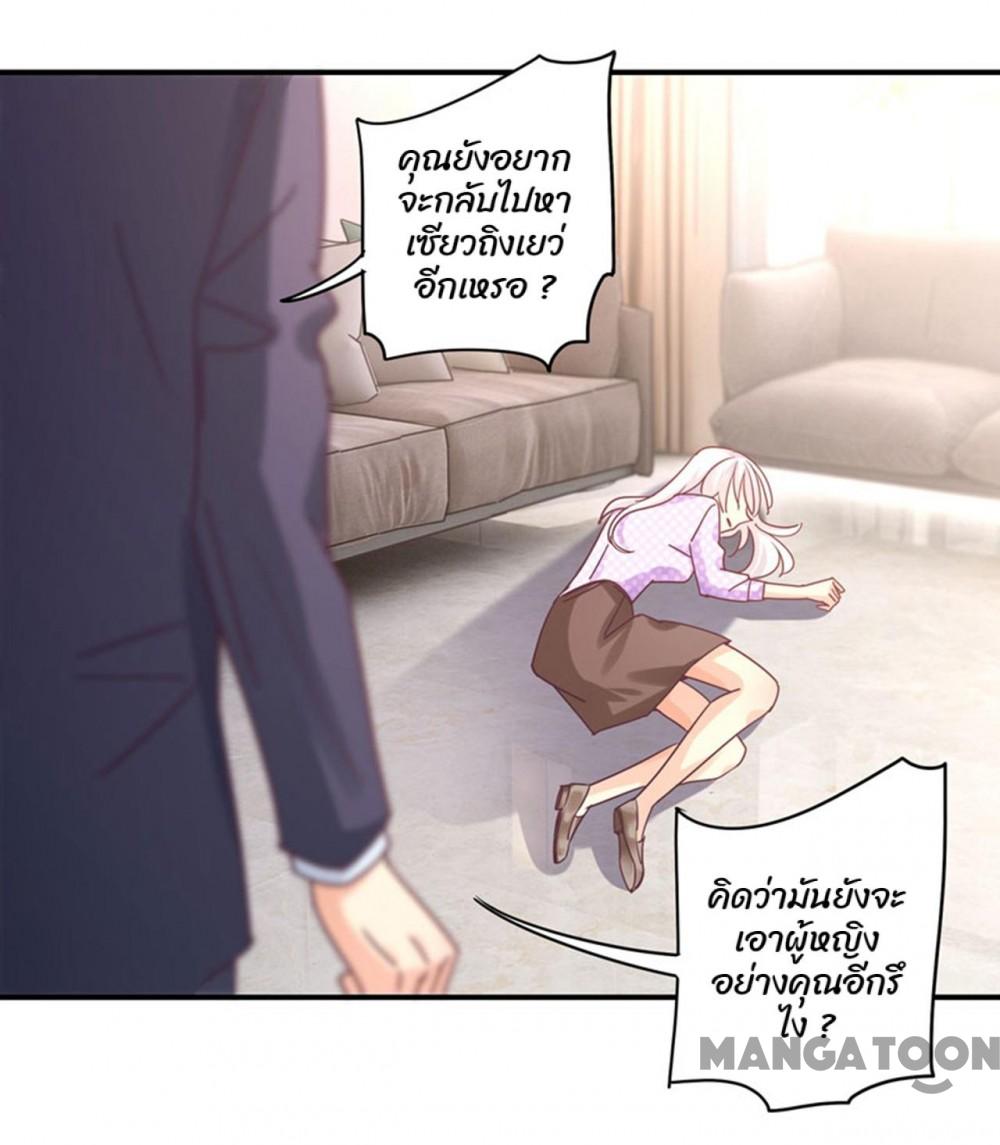 คุณยังอยาก
จะกลับไปหา
เซียวถิงเยว่
อีกเหรอ ?
คิดว่ามันยังจะ
เอาผู้หญิง
อย่างคุณอีกรึ
ไง ?
MANGATOON